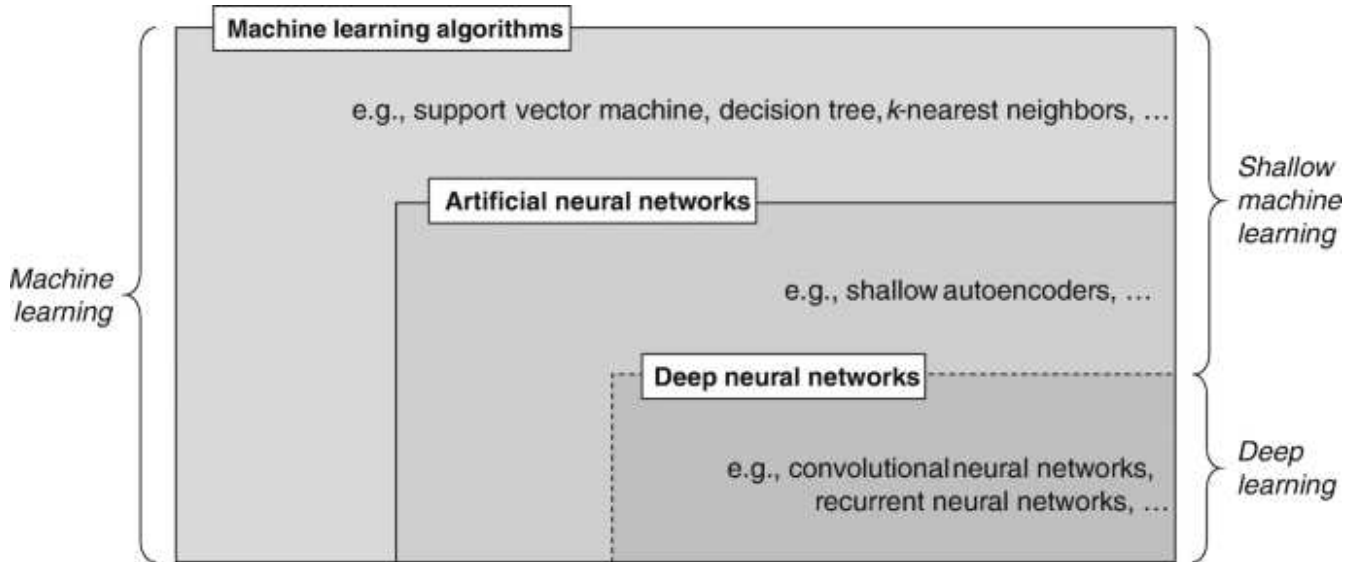 Machine learning algorithms
e.g., support vector machine, decision tree, k-nearest neighbors, …
Artificial neural networks
Shallow
machine
learning
Machine
learning
e.g., shallow autoencoders, …
Deep neural networks
e.g., convolutional neural networks,
recurrent neural networks, …
Deep
learning